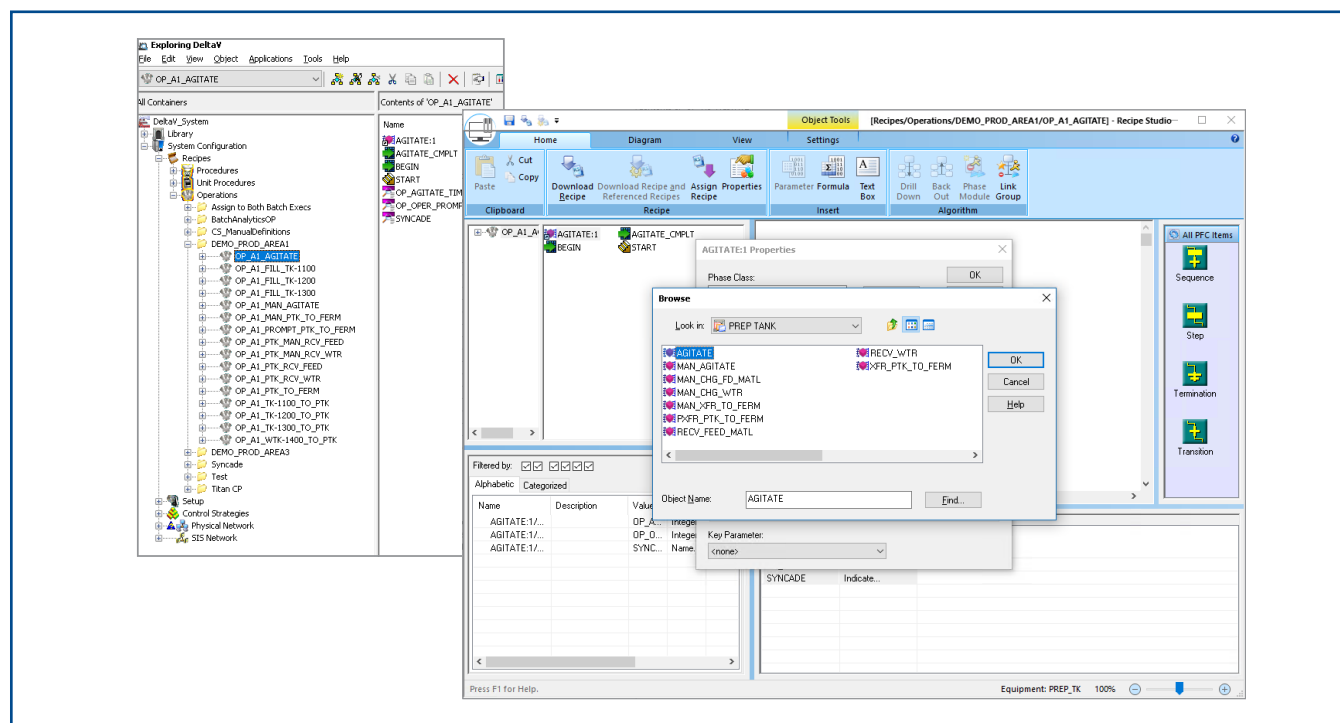 Exploring DeltaV
File Edit View Object Applications Tools Help
OP_A1_AGITATE
All Containers
Contents of 'OP_A1_AGITATE'
DeltaV_System
Library
System Configuration
Recipes
Procedures
Unit Procedures
Operations
Assign to Both Batch Execs
BatchAnalyticsOP
CS_ManualDefinitions
DEMO_PROD_AREA1
OP_A1_AGITATE
OP_A1_FILL_TK-1100
OP_A1_FILL_TK-1200
OP_A1_FILL_TK-1300
OP_A1_MAN_AGITATE
OP_A1_MAN_PTK_TO_FERM
OP_A1_PROMPT_PTK_TO_FERM
OP_A1_PTK_MAN_RCV_FEED
OP_A1_PTK_MAN_RCV_WTR
OP_A1_PTK_RCV_FEED
OP_A1_PTK_RCV_WTR
OP_A1_PTK_TO_FERM
OP_A1_TK-1100_TO_PTK
OP_A1_TK-1200_TO_PTK
OP_A1_TK-1300_TO_PTK
OP_A1_WTK-1400_TO_PTK
DEMO_PROD_AREA3
Syncade
Test
Titan CP
Setup
Control Strategies
Physical Network
SIS Network
Name
AGITATE:1
AGITATE_CMPLT
BEGIN
START
OP_AGITATE_TIM
OP_OPER_PROMP
SYNCADE
Object Tools [Recipes/Operations/DEMO_PROD_AREA1/OP_A1_AGITATE] - Recipe Studio
Home Diagram View Settings
Paste
Cut
Copy
Clipboard
Download Recipe
Download Recipe and Referenced Recipes
Assign Recipe
Properties
Recipe
Parameter
Formula
Text Box
Insert
Drill Down
Back Out
Phase Module
Link Group
Algorithm
OP_A1_A
AGITATE:1
BEGIN
AGITATE_CMPLT
START
All PFC Items
Sequence
Step
Termination
Transition
AGITATE:1 Properties
Phase Class:
OK
Browse
Look in: PREP TANK
AGITATE
MAN_AGITATE
MAN_CHG_FD_MATL
MAN_CHG_WTR
MAN_XFR_TO_FERM
PXFR_PTK_TO_FERM
RECV_FEED_MATL
RECV_WTR
XFR_PTK_TO_FERM
OK
Cancel
Help
Object Name: AGITATE
Find...
Key Parameter:
<none>
Filtered by:
Alphabetic Categorized
Name Description Value
AGITATE:1/... OP_A... Intege
AGITATE:1/... OP_O... Intege
AGITATE:1/... SYNC... Name
SYNCADE Indicate...
Press F1 for Help.
Equipment: PREP_TK 100%